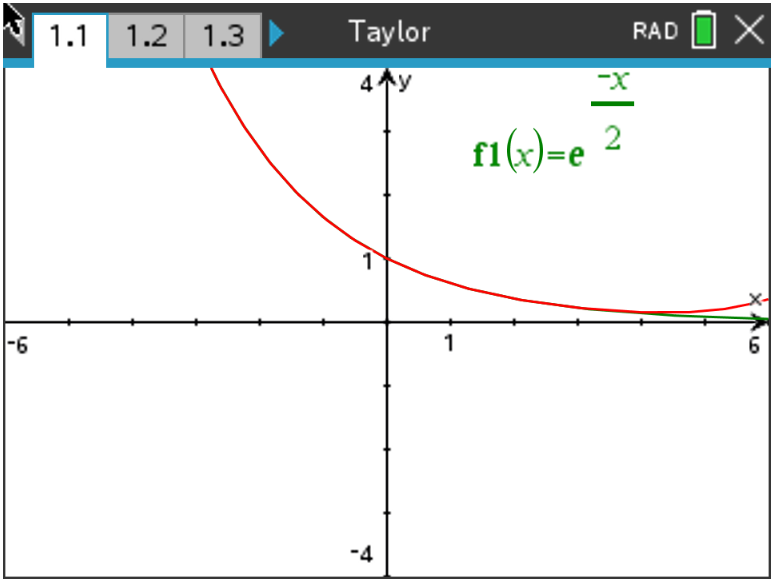 1.1 1.2 1.3 Taylor RAD
4 y
f1(x)=e^(-x/2)
1
x
-6 1 6
-4